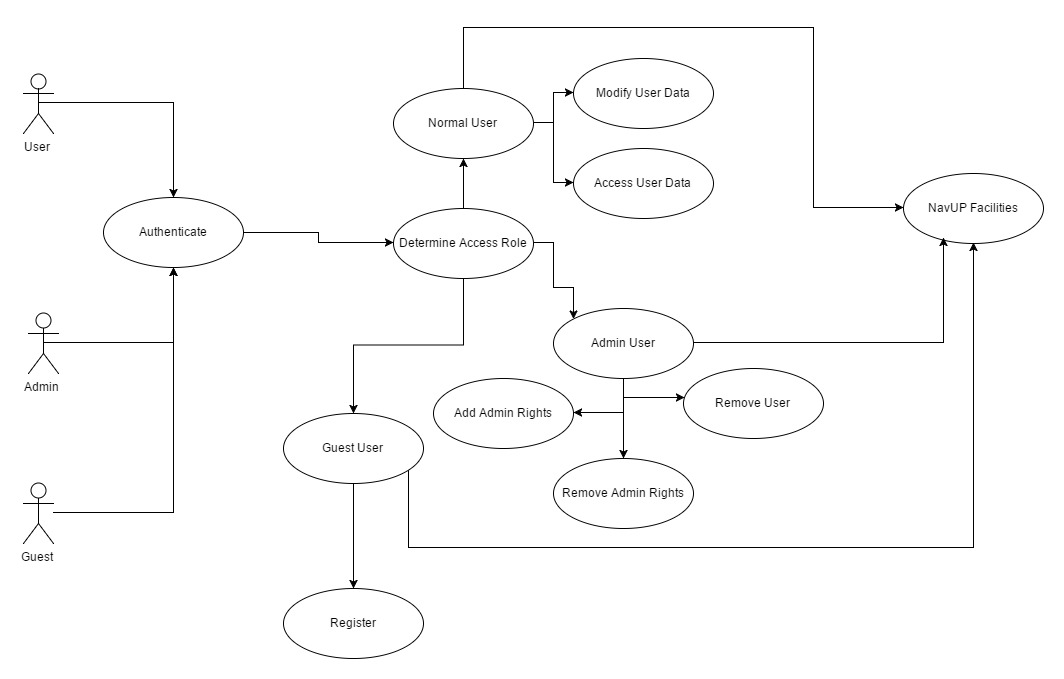 User
Admin
Guest
Authenticate
Normal User
Modify User Data
Access User Data
Determine Access Role
NavUP Facilities
Admin User
Add Admin Rights
Remove User
Remove Admin Rights
Guest User
Register